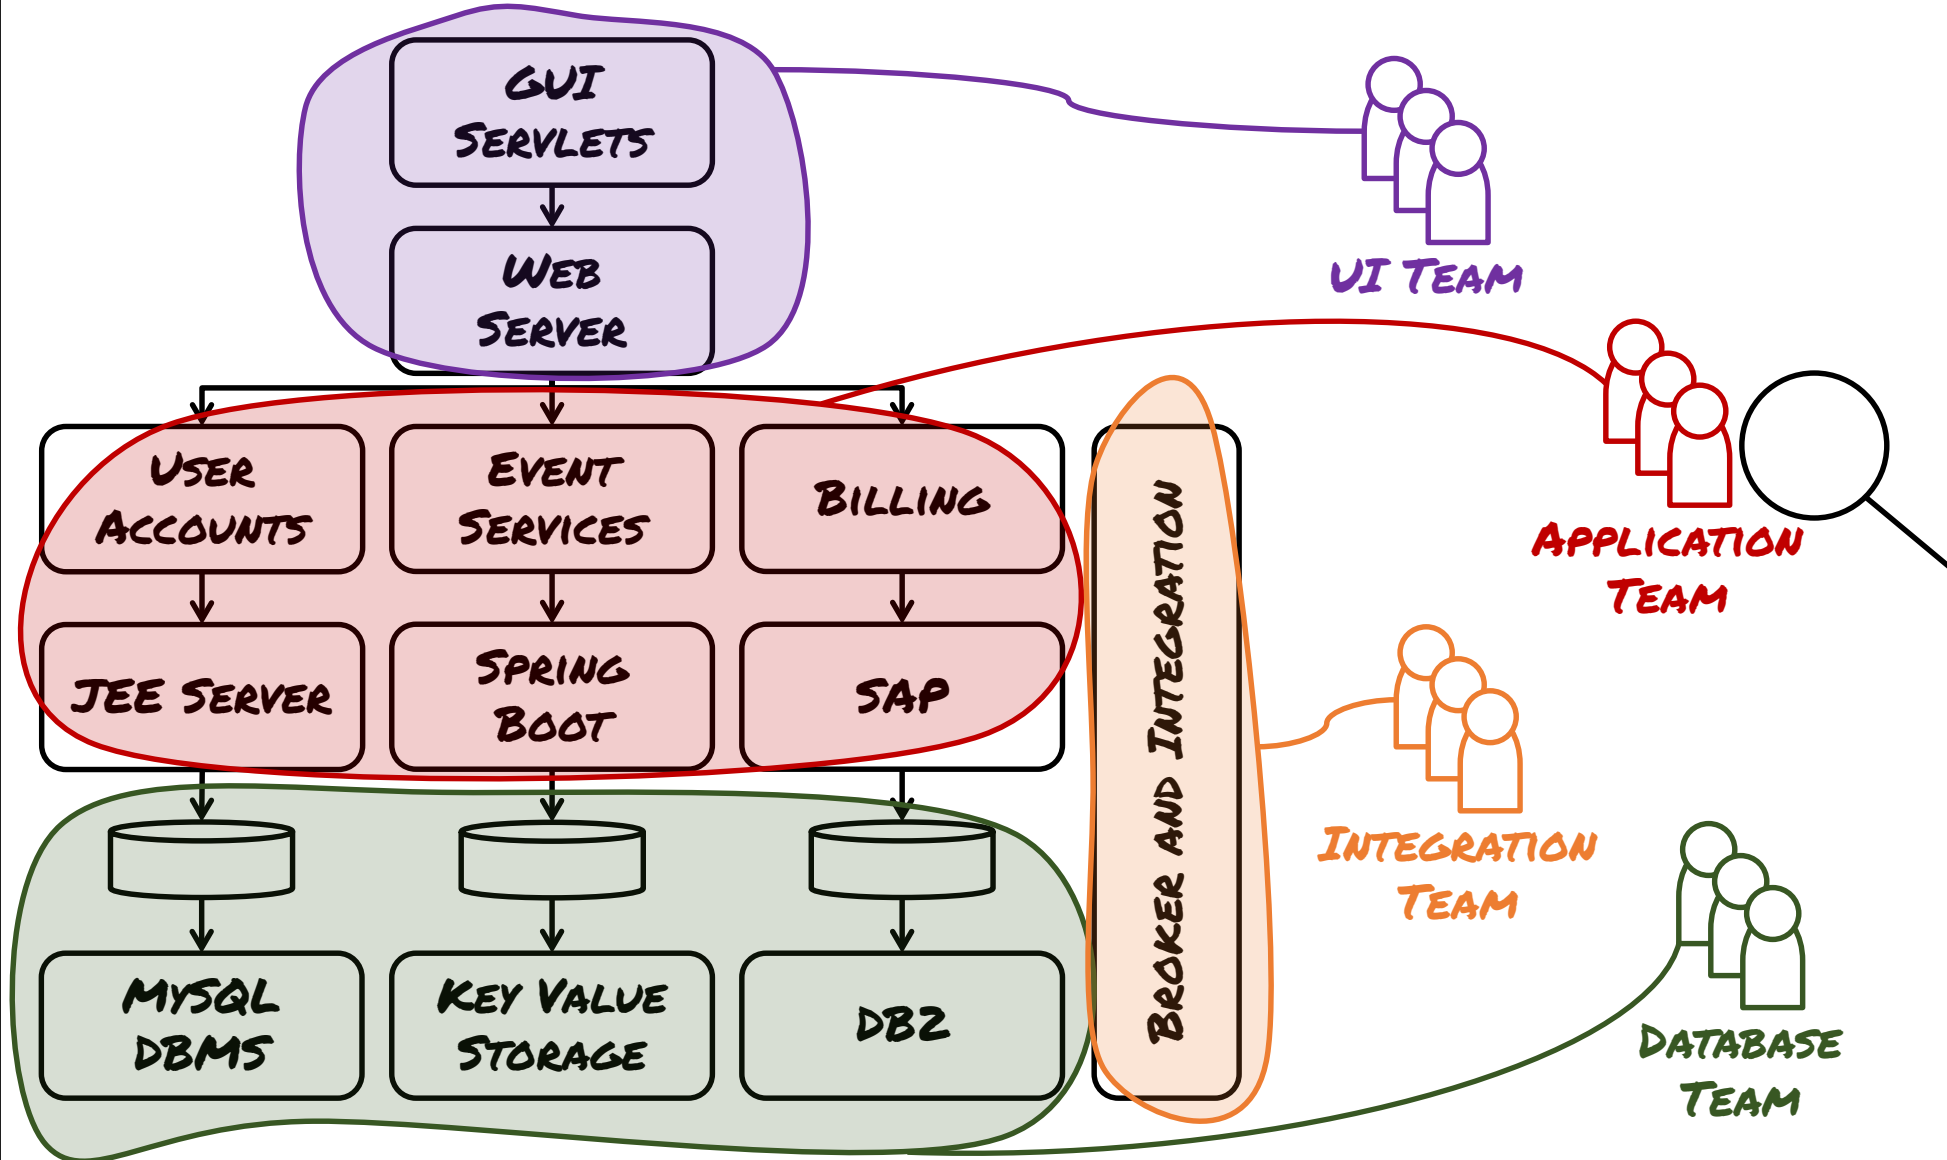 GUI
SERVLETS
WEB
SERVER
UI TEAM
USER
ACCOUNTS
EVENT
SERVICES
BILLING
JEE SERVER
SPRING
BOOT
SAP
BROKER AND INTEGRATION
APPLICATION
TEAM
INTEGRATION
TEAM
MYSQL
DBMS
KEY VALUE
STORAGE
DB2
DATABASE
TEAM